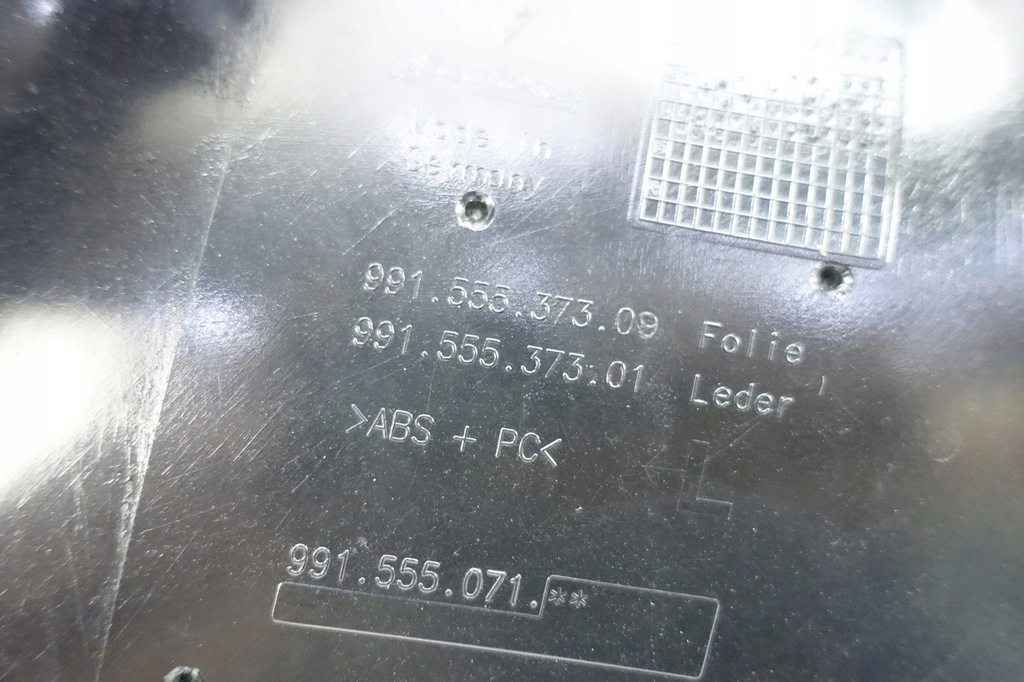 Made in
Germany
991.555.373.09 Folie
991.555.373.01 Leder
>ABS + PC<
L
991.555.071.**